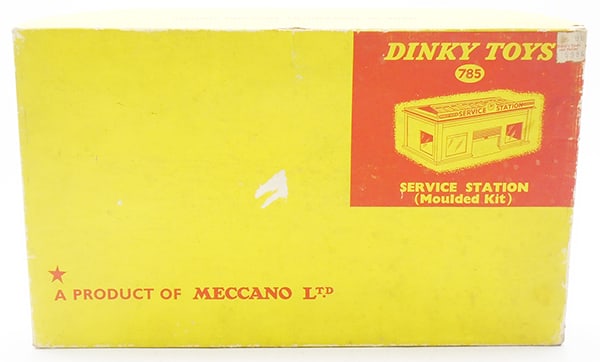 DINKY TOYS
785
SERVICE STATION
SERVICE STATION
(Moulded Kit)
A PRODUCT OF MECCANO LTD